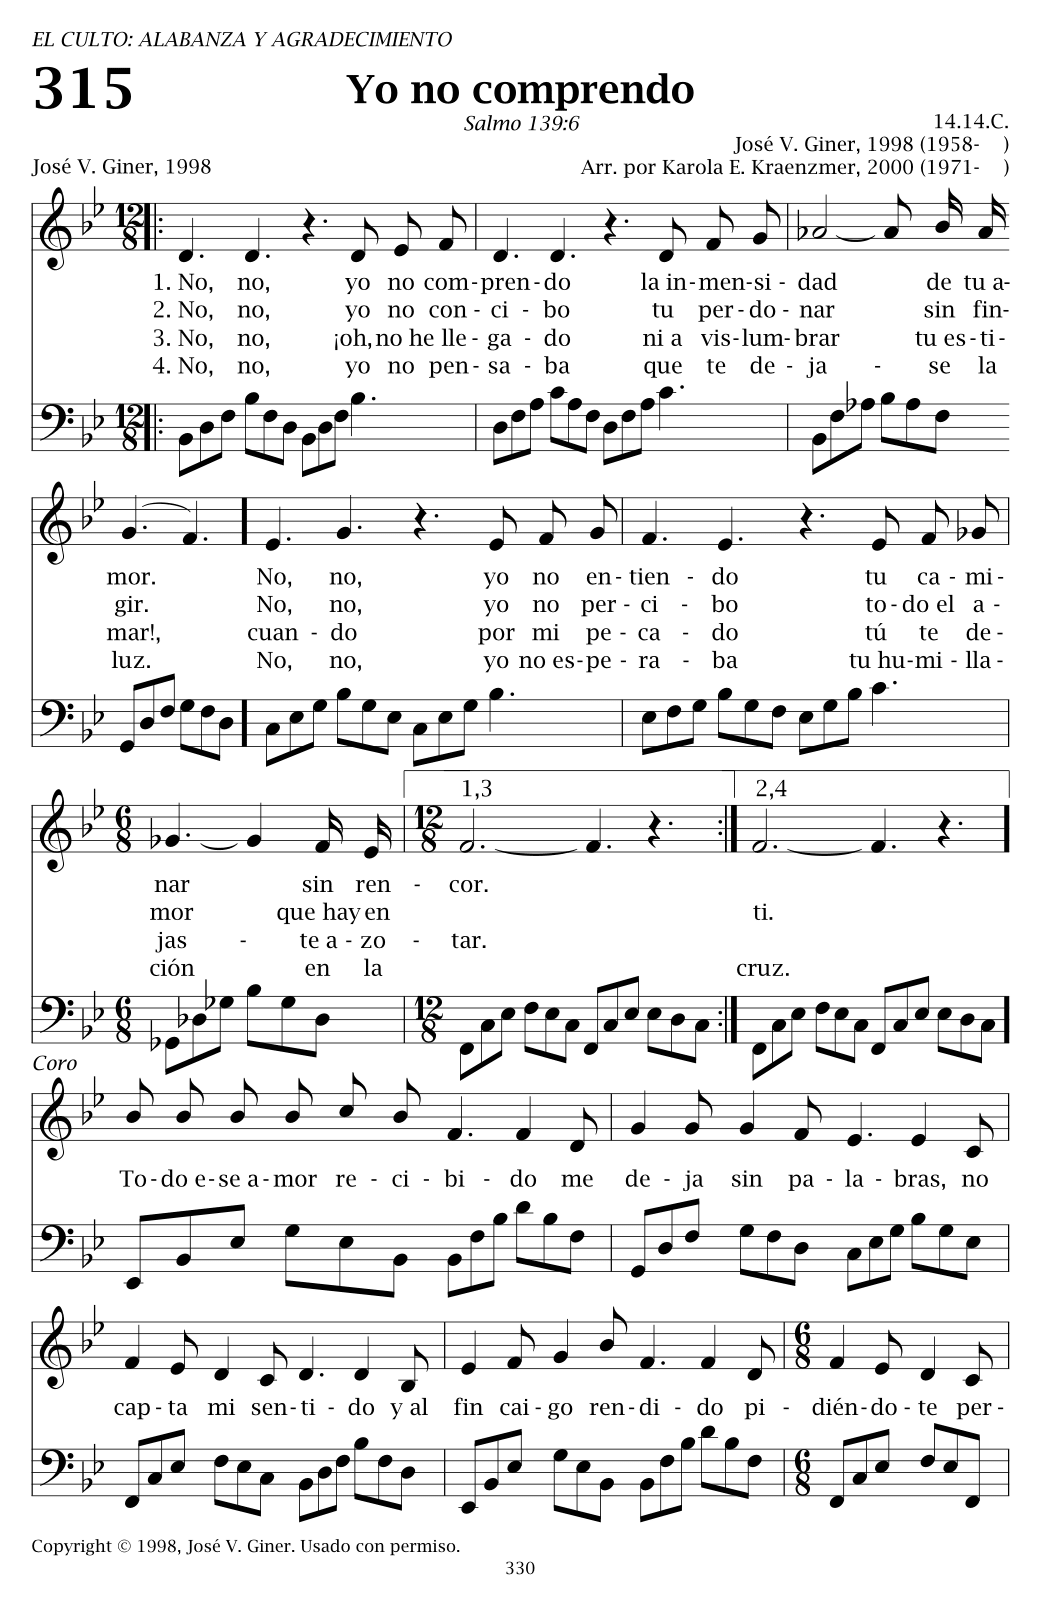 EL CULTO: ALABANZA Y AGRADECIMIENTO
315
Yo no comprendo
Salmo 139:6
14.14.C.
José V. Giner, 1998 (1958-    )
José V. Giner, 1998
Arr. por Karola E. Kraenzmer, 2000 (1971-    )
1. No, no, yo no com-pren-do la in-men-si - dad de tu a-
2. No, no, yo no con - ci - bo tu per - do - nar sin fin-
3. No, no, ¡oh, no he lle - ga - do ni a vis-lum-brar tu es-ti-
4. No, no, yo no pen - sa - ba que te de - ja - se la
mor. No, no, yo no en-tien - do tu ca - mi-
gir. No, no, yo no per - ci - bo to-do el a -
mar!, cuan - do por mi pe - ca - do tú te de-
luz. No, no, yo no es-pe - ra - ba tu hu-mi - lla-
1,3 2,4
nar sin ren - cor.
mor que hay en ti.
jas - te a - zo - tar.
ción en la cruz.
Coro
To-do e-se a-mor re - ci - bi - do me de - ja sin pa - la - bras, no
cap-ta mi sen-ti - do y al fin cai-go ren-di - do pi - dién-do - te per-
Copyright © 1998, José V. Giner. Usado con permiso.
330